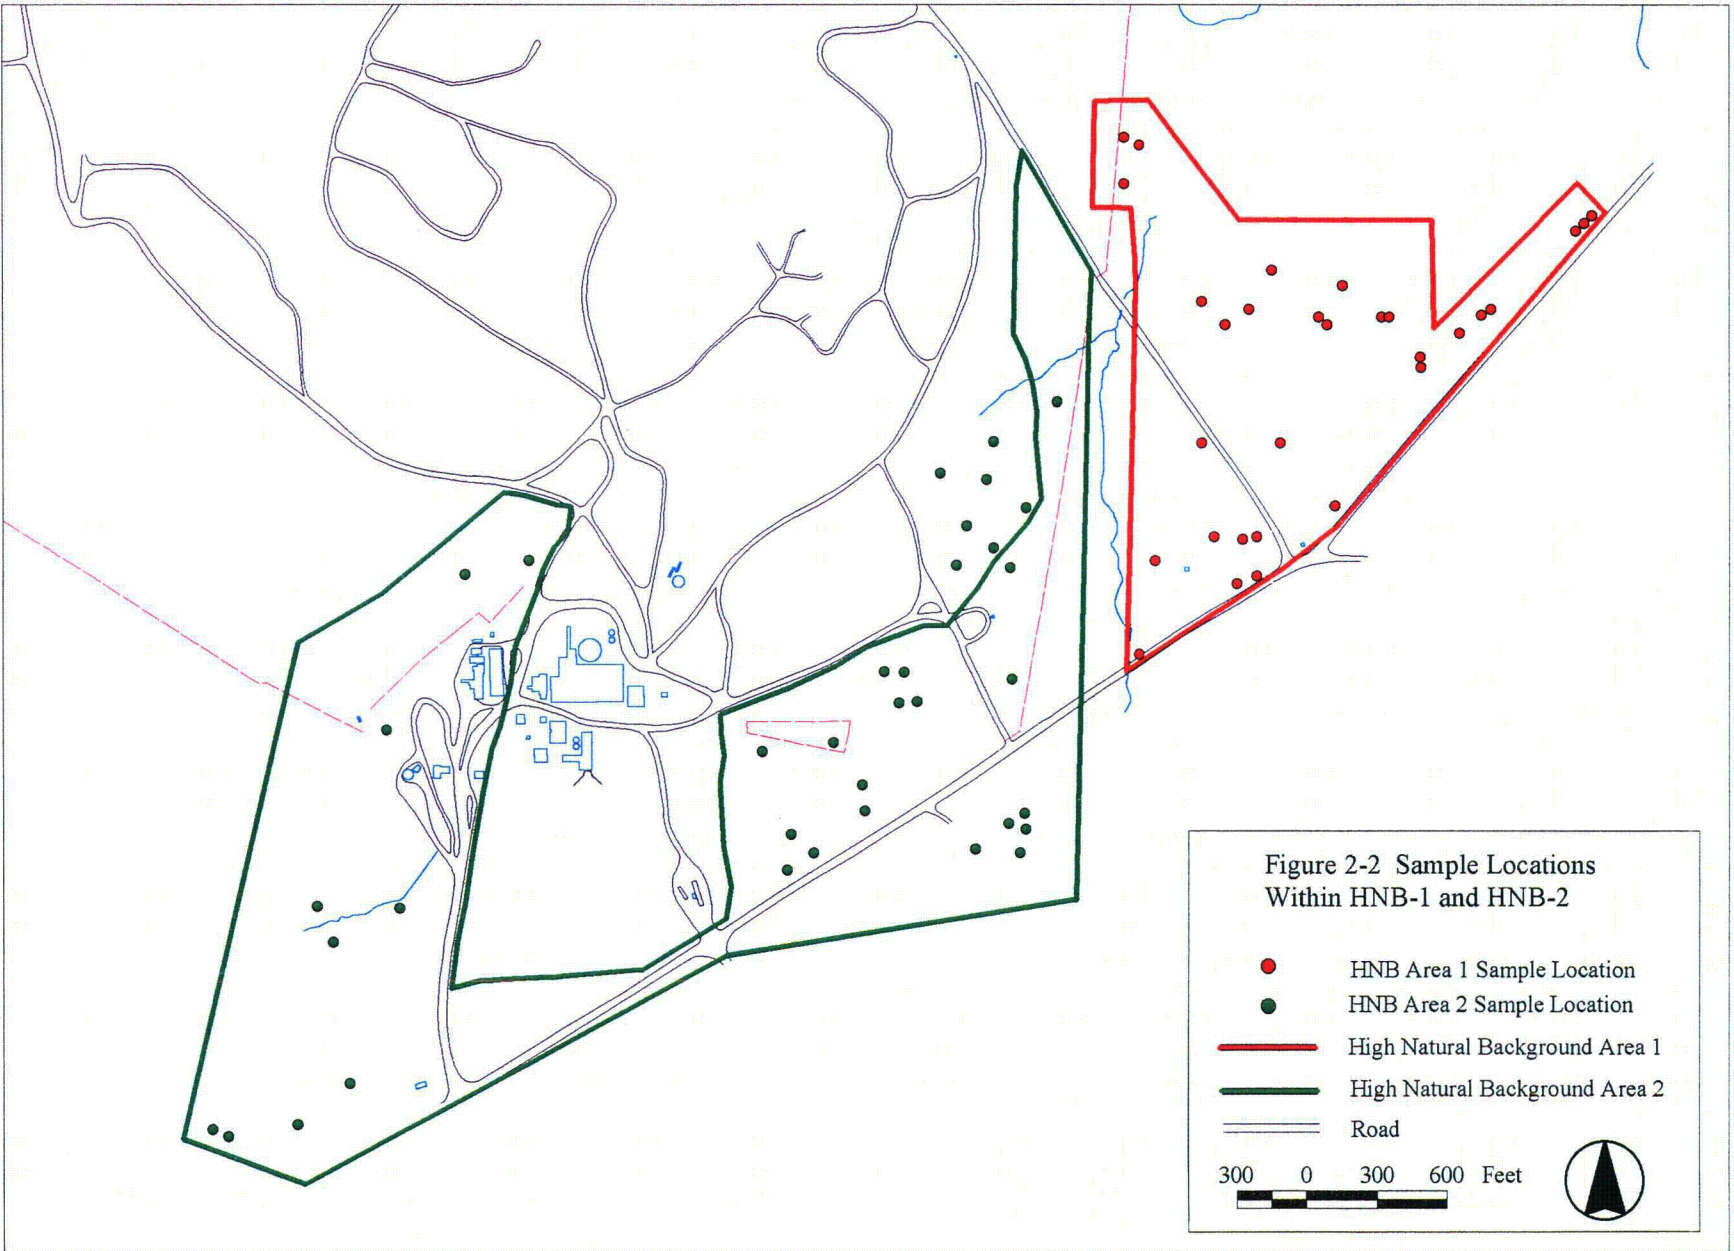 Figure 2-2 Sample Locations
Within HNB-1 and HNB-2
HNB Area 1 Sample Location
HNB Area 2 Sample Location
High Natural Background Area 1
High Natural Background Area 2
Road
300 0 300 600 Feet